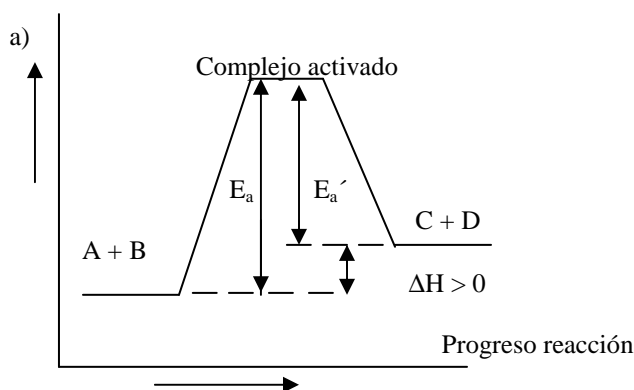 a)
Complejo activado
Eₐ
Eₐ´
C + D
A + B
ΔH > 0
Progreso reacción